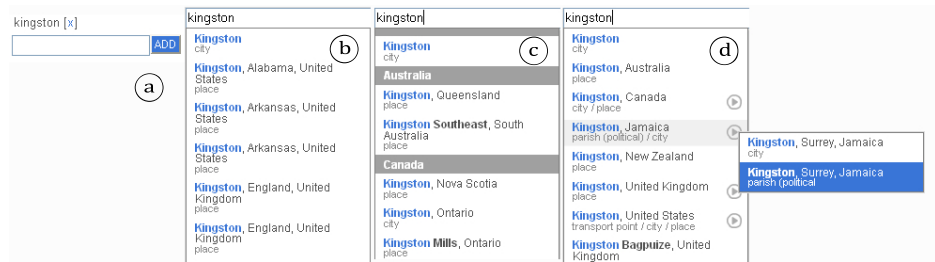 kingston [x]
ADD
a
kingston
b
Kingston
city
Kingston, Alabama, United
States
place
Kingston, Arkansas, United
States
place
Kingston, Arkansas, United
States
place
Kingston, England, United
Kingdom
place
Kingston, England, United
Kingdom
place
kingston
c
Kingston
city
Australia
Kingston, Queensland
place
Kingston Southeast, South
Australia
place
Canada
Kingston, Nova Scotia
place
Kingston, Ontario
city
Kingston Mills, Ontario
place
kingston
d
Kingston
city
Kingston, Australia
place
Kingston, Canada
city / place
Kingston, Jamaica
parish (political) / city
Kingston, New Zealand
place
Kingston, United Kingdom
place
Kingston, United States
transport point / city / place
Kingston Bagpuize, United
Kingdom
Kingston, Surrey, Jamaica
city
Kingston, Surrey, Jamaica
parish (political